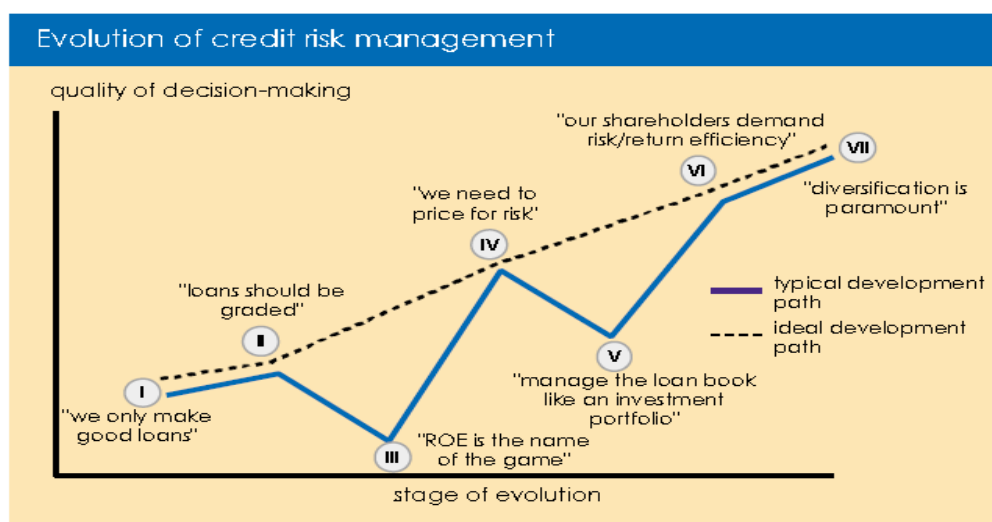 Evolution of credit risk management
quality of decision-making
"our shareholders demand
risk/return efficiency"
VII
VI
"we need to
price for risk"
"diversification is
paramount"
IV
"loans should be
graded"
II
typical development
path
ideal development
path
V
I
"manage the loan book
like an investment
portfolio"
"we only make
good loans"
"ROE is the name
of the game"
III
stage of evolution